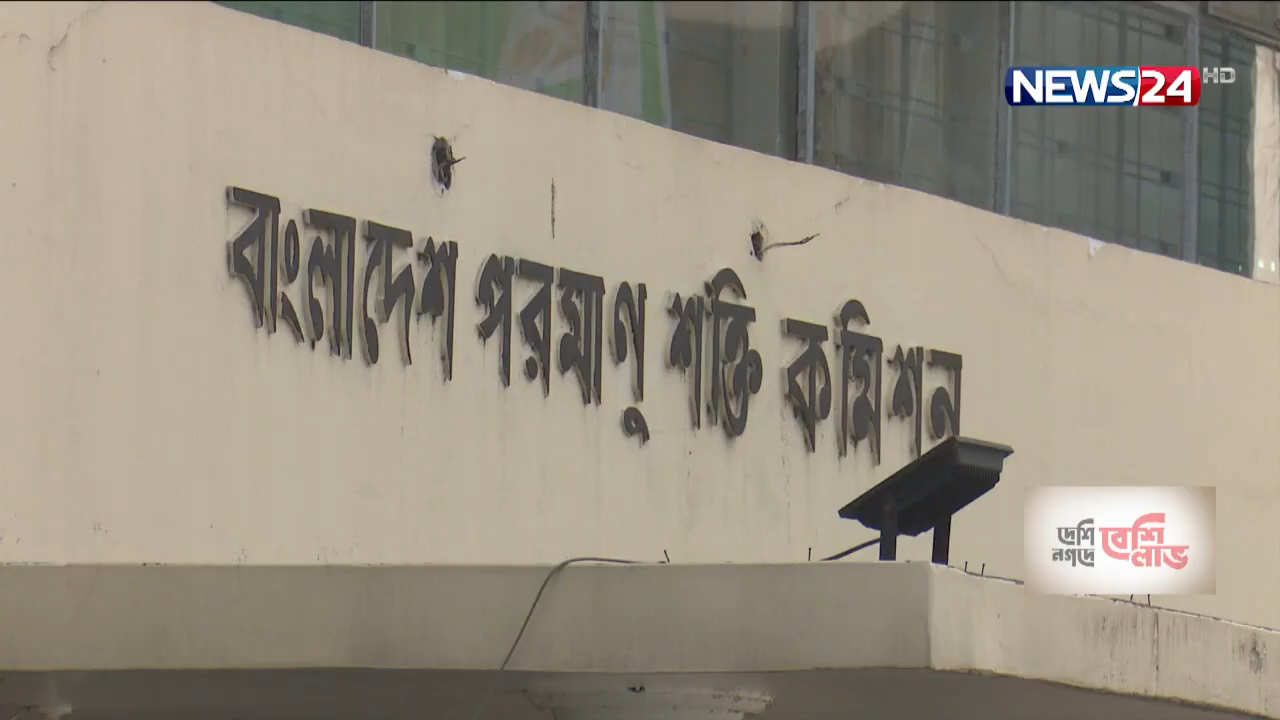 NEWS24 HD
বাংলাদেশ পরমাণু শক্তি কমিশন
দেশি
নগদে
বেশি
লাভ